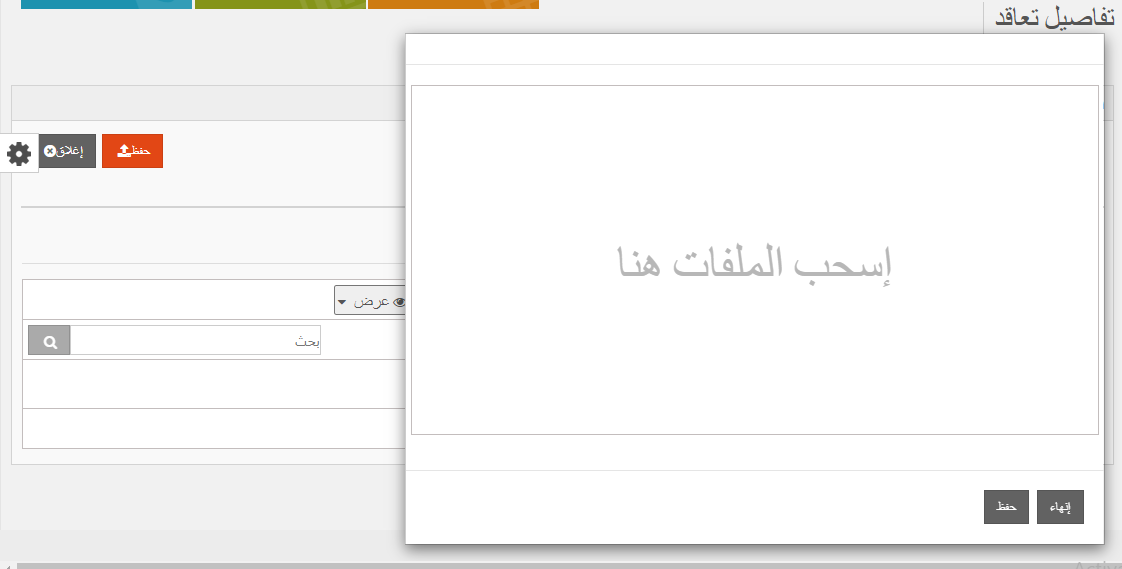 تفاصيل تعاقد
حفظ
إغلاق
إسحب الملفات هنا
عرض
بحث
إنهاء
حفظ